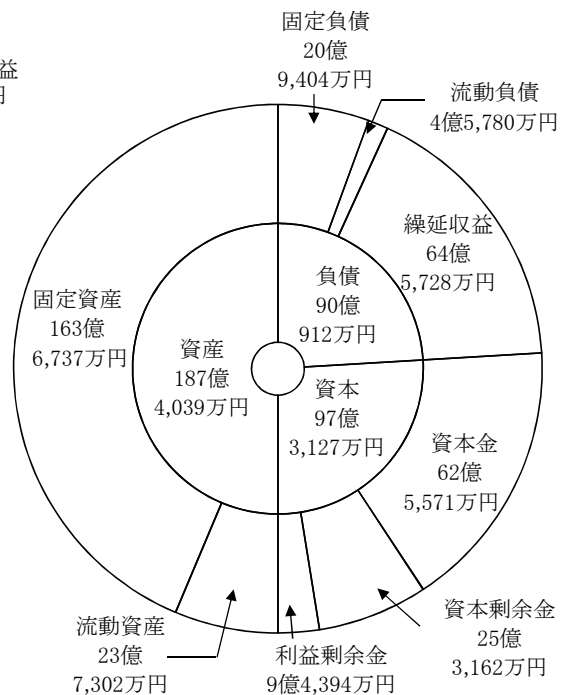 固定負債
20億
9,404万円
益
円
流動負債
4億5,780万円
繰延収益
64億
5,728万円
負債
90億
912万円
固定資産
163億
6,737万円
資産
187億
4,039万円
資本
97億
3,127万円
資本金
62億
5,571万円
資本剰余金
25億
3,162万円
流動資産
23億
7,302万円
利益剰余金
9億4,394万円